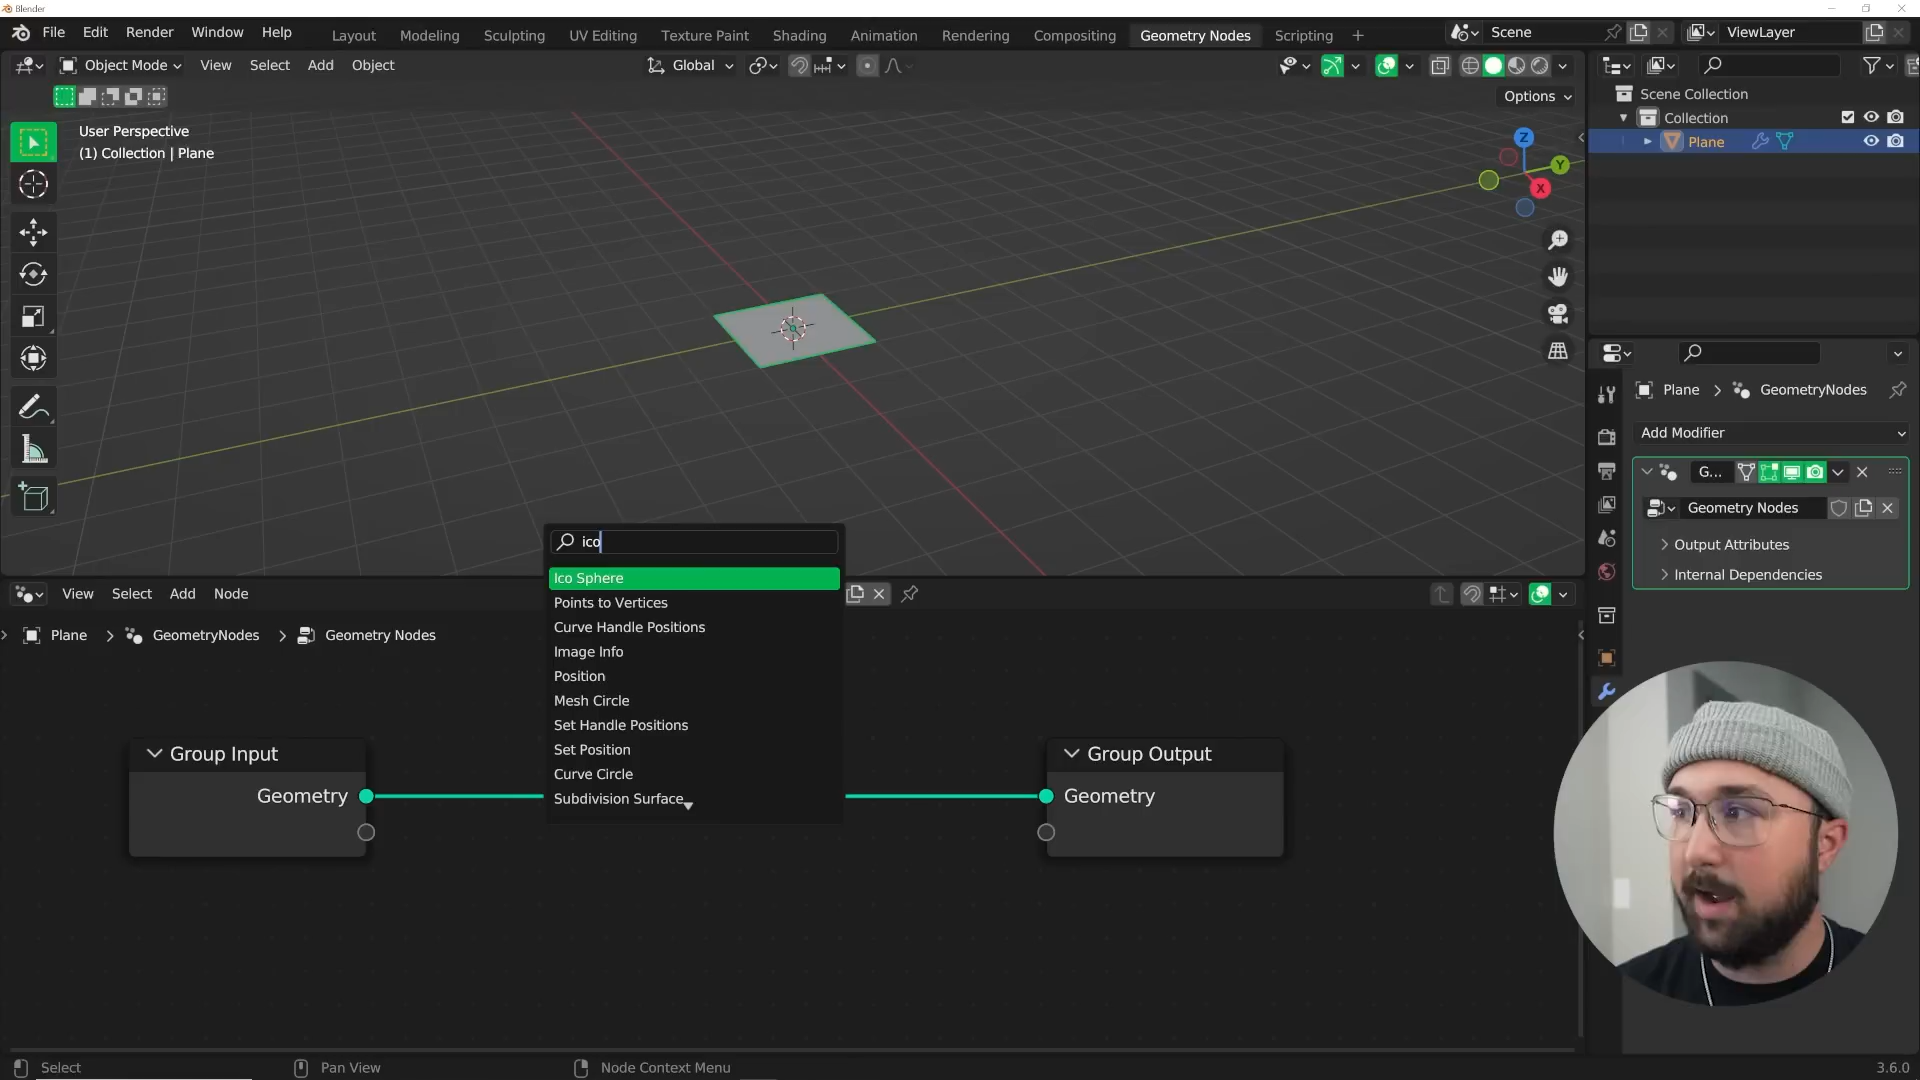 Blender
File Edit Render Window Help
Layout Modeling Sculpting UV Editing Texture Paint Shading Animation Rendering Compositing Geometry Nodes Scripting +
Scene
ViewLayer
Object Mode View Select Add Object
Global
Options
User Perspective
(1) Collection | Plane
Z
Y
X
Scene Collection
Collection
Plane
Plane > GeometryNodes
Add Modifier
G...
Geometry Nodes
Output Attributes
Internal Dependencies
ico
Ico Sphere
Points to Vertices
Curve Handle Positions
Image Info
Position
Mesh Circle
Set Handle Positions
Set Position
Curve Circle
Subdivision Surface
View Select Add Node
Plane > GeometryNodes > Geometry Nodes
Group Input
Geometry
Group Output
Geometry
Select
Pan View
Node Context Menu
3.6.0